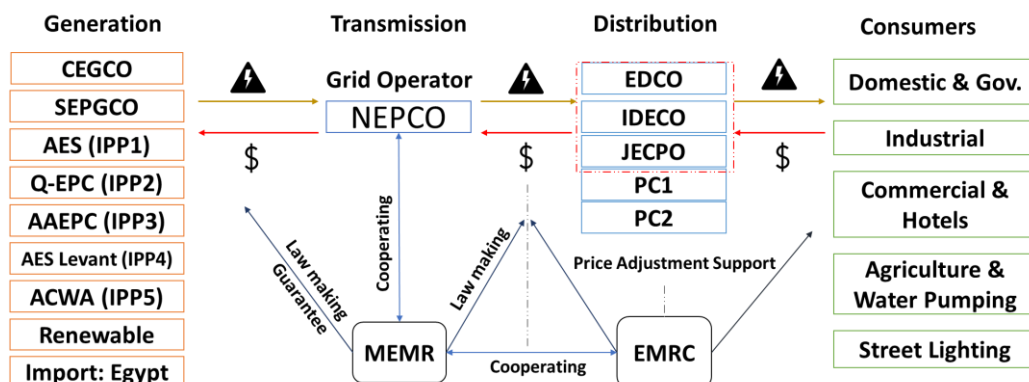 Generation
Transmission
Distribution
Consumers
CEGCO
SEPGCO
AES (IPP1)
Q-EPC (IPP2)
AAEPC (IPP3)
AES Levant (IPP4)
ACWA (IPP5)
Renewable
Import: Egypt
$
Grid Operator
NEPCO
$
EDCO
IDECO
JECPO
PC1
PC2
$
Domestic & Gov.
Industrial
Commercial &
Hotels
Agriculture &
Water Pumping
Street Lighting
Law making
Guarantee
Cooperating
Law making
Price Adjustment Support
MEMR
Cooperating
EMRC